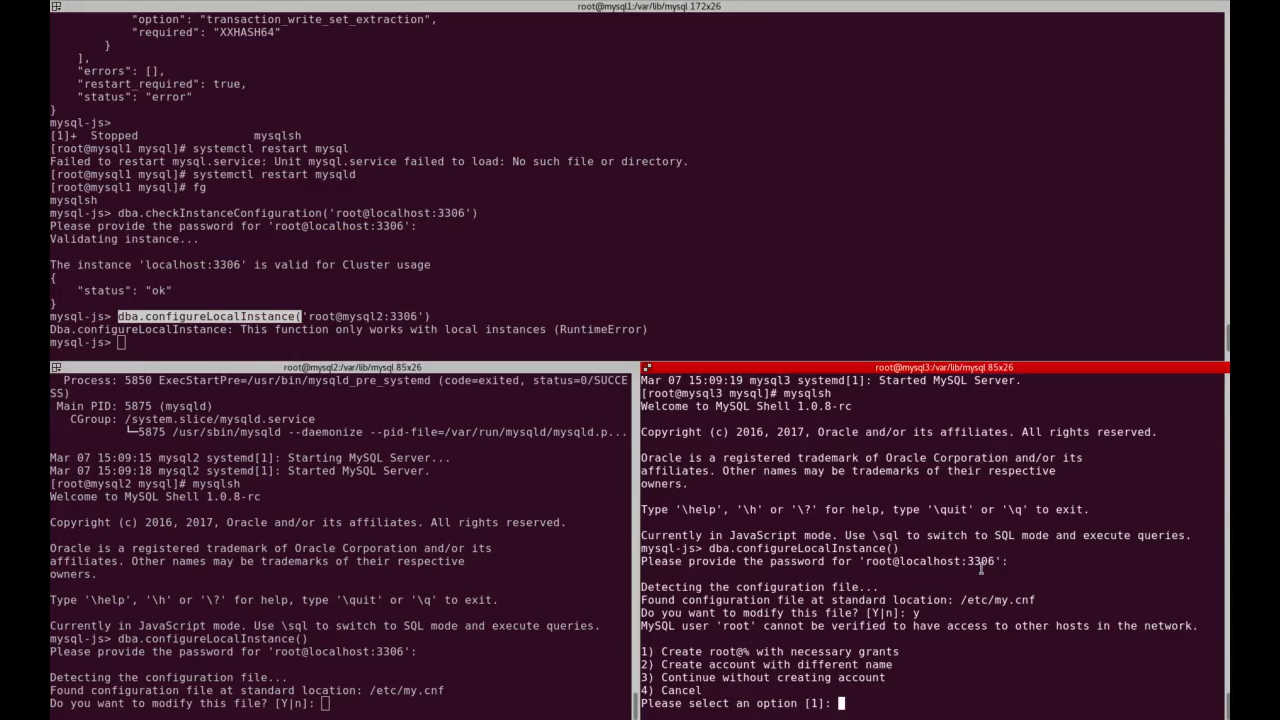 root@mysql1:/var/lib/mysql 172x26
"option": "transaction_write_set_extraction",
"required": "XXHASH64"
}
],
"errors": [],
"restart_required": true,
"status": "error"
}
mysql-js>
[1]+  Stopped                 mysqlsh
[root@mysql1 mysql]# systemctl restart mysql
Failed to restart mysql.service: Unit mysql.service failed to load: No such file or directory.
[root@mysql1 mysql]# systemctl restart mysqld
[root@mysql1 mysql]# fg
mysqlsh
mysql-js> dba.checkInstanceConfiguration('root@localhost:3306')
Please provide the password for 'root@localhost:3306':
Validating instance...
The instance 'localhost:3306' is valid for Cluster usage
{
"status": "ok"
}
mysql-js> dba.configureLocalInstance('root@mysql2:3306')
Dba.configureLocalInstance: This function only works with local instances (RuntimeError)
mysql-js>
root@mysql2:/var/lib/mysql 85x26
Process: 5850 ExecStartPre=/usr/bin/mysqld_pre_systemd (code=exited, status=0/SUCCE
SS)
Main PID: 5875 (mysqld)
CGroup: /system.slice/mysqld.service
└─5875 /usr/sbin/mysqld --daemonize --pid-file=/var/run/mysqld/mysqld.p...
Mar 07 15:09:15 mysql2 systemd[1]: Starting MySQL Server...
Mar 07 15:09:18 mysql2 systemd[1]: Started MySQL Server.
[root@mysql2 mysql]# mysqlsh
Welcome to MySQL Shell 1.0.8-rc
Copyright (c) 2016, 2017, Oracle and/or its affiliates. All rights reserved.
Oracle is a registered trademark of Oracle Corporation and/or its
affiliates. Other names may be trademarks of their respective
owners.
Type '\help', '\h' or '\?' for help, type '\quit' or '\q' to exit.
Currently in JavaScript mode. Use \sql to switch to SQL mode and execute queries.
mysql-js> dba.configureLocalInstance()
Please provide the password for 'root@localhost:3306':
Detecting the configuration file...
Found configuration file at standard location: /etc/my.cnf
Do you want to modify this file? [Y|n]:
root@mysql3:/var/lib/mysql 85x26
Mar 07 15:09:19 mysql3 systemd[1]: Started MySQL Server.
[root@mysql3 mysql]# mysqlsh
Welcome to MySQL Shell 1.0.8-rc
Copyright (c) 2016, 2017, Oracle and/or its affiliates. All rights reserved.
Oracle is a registered trademark of Oracle Corporation and/or its
affiliates. Other names may be trademarks of their respective
owners.
Type '\help', '\h' or '\?' for help, type '\quit' or '\q' to exit.
Currently in JavaScript mode. Use \sql to switch to SQL mode and execute queries.
mysql-js> dba.configureLocalInstance()
Please provide the password for 'root@localhost:3306':
Detecting the configuration file...
Found configuration file at standard location: /etc/my.cnf
Do you want to modify this file? [Y|n]: y
MySQL user 'root' cannot be verified to have access to other hosts in the network.
1) Create root@% with necessary grants
2) Create account with different name
3) Continue without creating account
4) Cancel
Please select an option [1]: